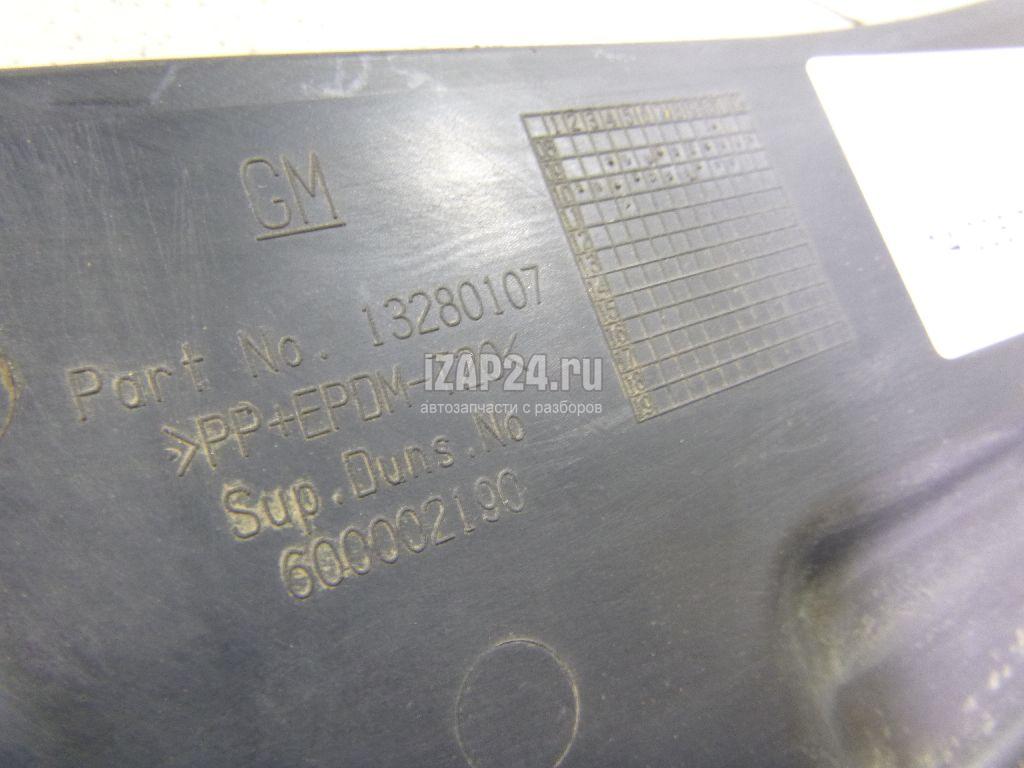 GM
Part No. 13280107
>PP+EPDM-
Sup.Duns.No
600002190
iZAP24.ru
автозапчасти с разборов